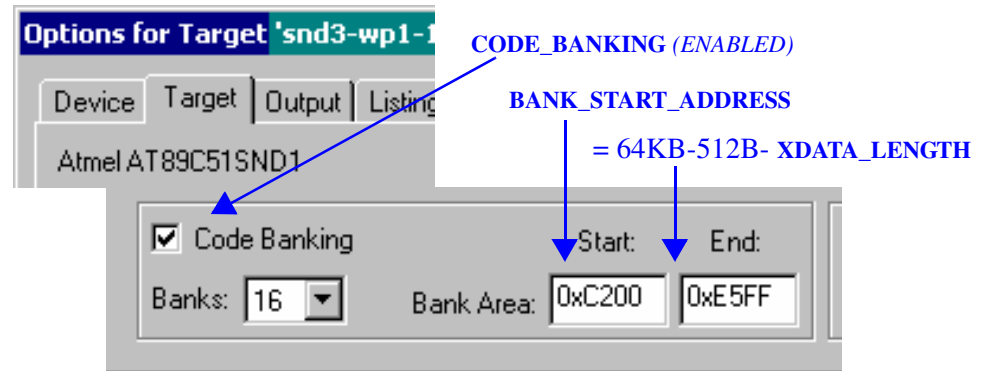 Options for Target 'snd3-wp1-1
CODE_BANKING (ENABLED)
Device Target Output Listing
BANK_START_ADDRESS
Atmel AT89C51SND1
= 64KB-512B- XDATA_LENGTH
Code Banking Start: End:
Banks: 16 Bank Area: 0xC200 0xE5FF